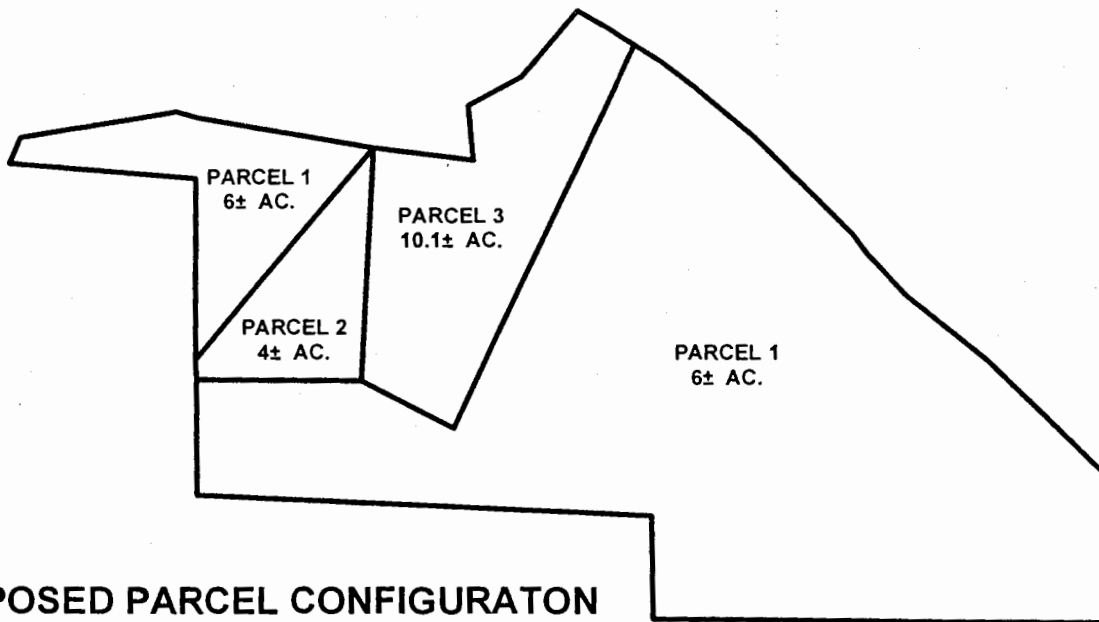 PARCEL 1
6± AC.
PARCEL 3
10.1± AC.
PARCEL 2
4± AC.
PARCEL 1
6± AC.
POSED PARCEL CONFIGURATON